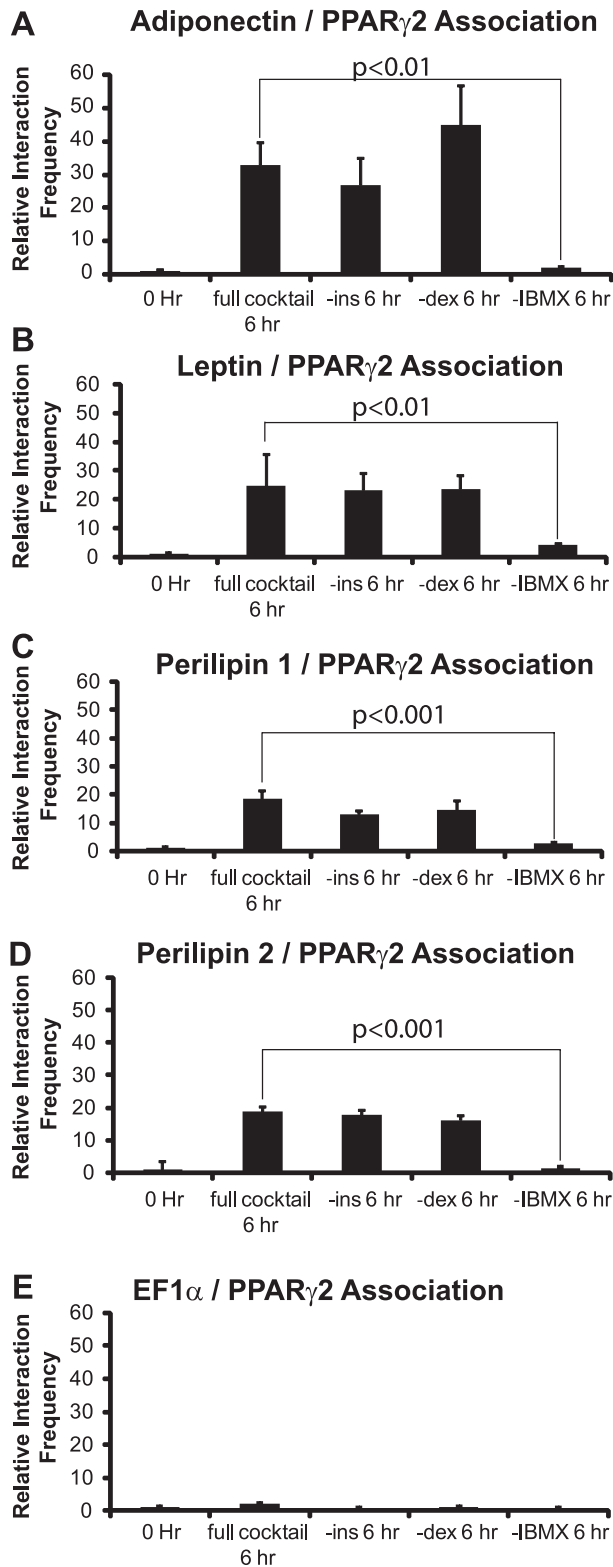 A
Adiponectin / PPARγ2 Association
p<0.01
Relative Interaction
Frequency
60
50
40
30
20
10
0
0 Hr
full cocktail
6 hr
-ins 6 hr
-dex 6 hr
-IBMX 6 hr
B
Leptin / PPARγ2 Association
p<0.01
Relative Interaction
Frequency
60
50
40
30
20
10
0
0 Hr
full cocktail
6 hr
-ins 6 hr
-dex 6 hr
-IBMX 6 hr
C
Perilipin 1 / PPARγ2 Association
p<0.001
Relative Interaction
Frequency
60
50
40
30
20
10
0
0 Hr
full cocktail
6 hr
-ins 6 hr
-dex 6 hr
-IBMX 6 hr
D
Perilipin 2 / PPARγ2 Association
p<0.001
Relative Interaction
Frequency
60
50
40
30
20
10
0
0 Hr
full cocktail
6 hr
-ins 6 hr
-dex 6 hr
-IBMX 6 hr
E
EF1α / PPARγ2 Association
Relative Interaction
Frequency
60
50
40
30
20
10
0
0 Hr
full cocktail
6 hr
-ins 6 hr
-dex 6 hr
-IBMX 6 hr